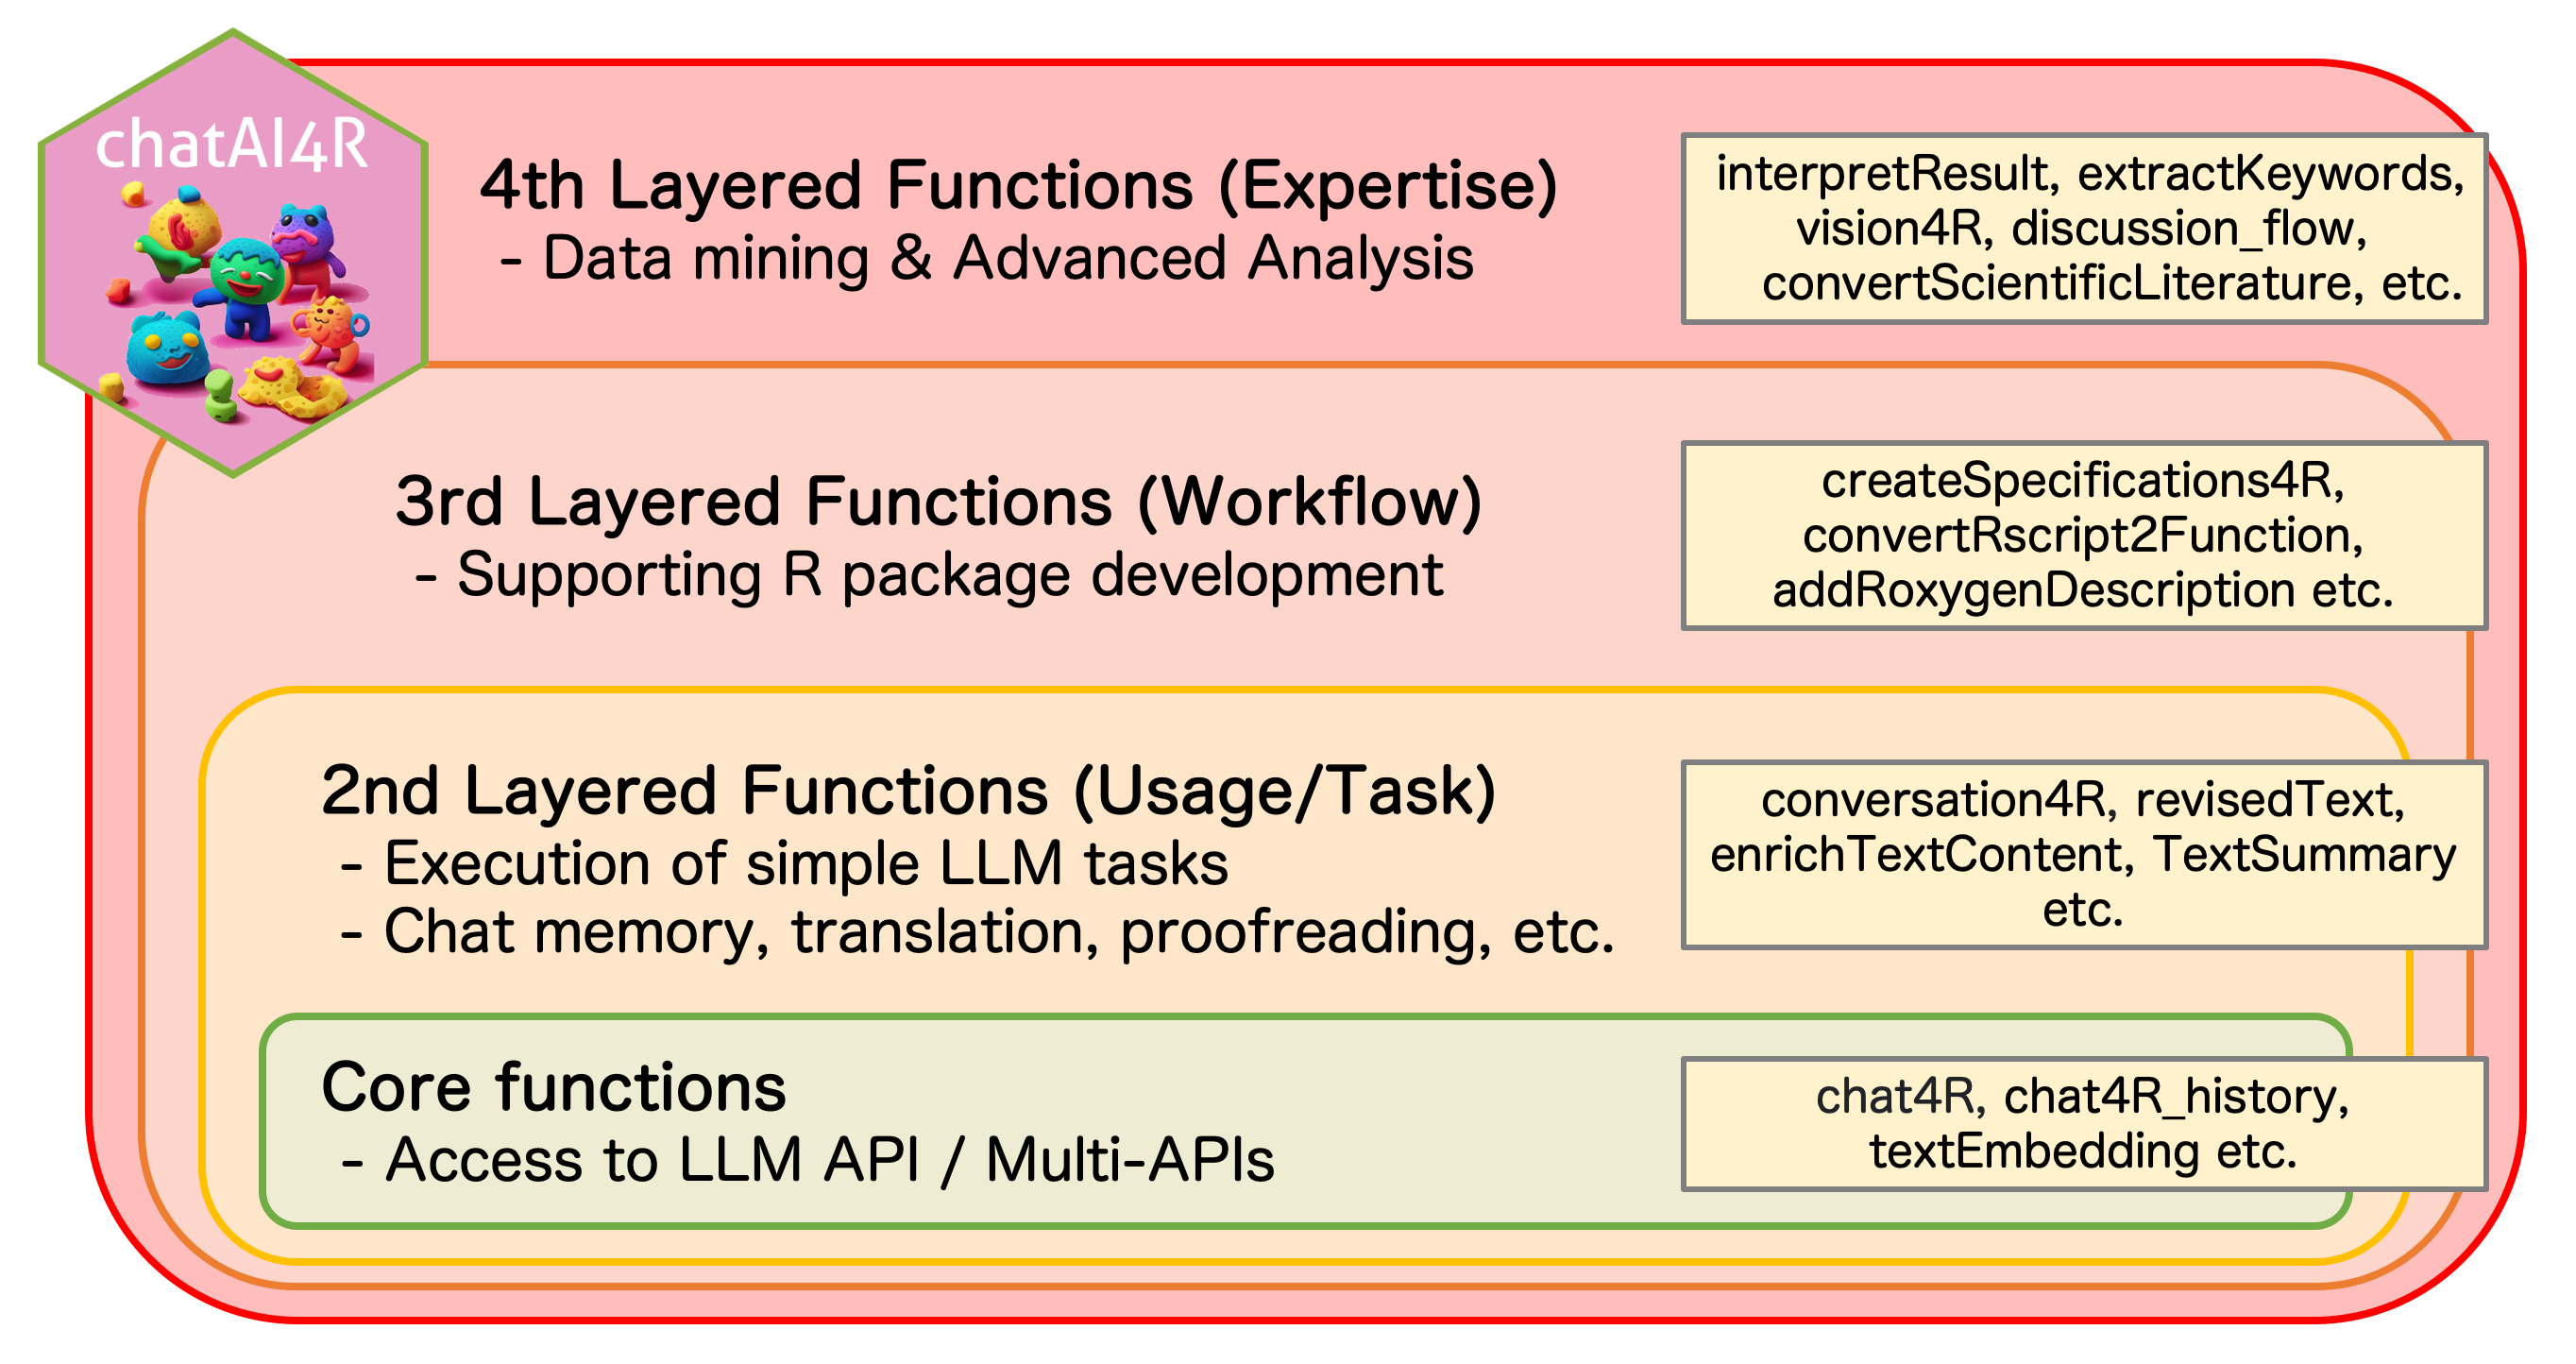 chatAI4R
4th Layered Functions (Expertise)
- Data mining & Advanced Analysis
interpretResult, extractKeywords,
vision4R, discussion_flow,
convertScientificLiterature, etc.
3rd Layered Functions (Workflow)
- Supporting R package development
createSpecifications4R,
convertRscript2Function,
addRoxygenDescription etc.
2nd Layered Functions (Usage/Task)
- Execution of simple LLM tasks
- Chat memory, translation, proofreading, etc.
conversation4R, revisedText,
enrichTextContent, TextSummary
etc.
Core functions
- Access to LLM API / Multi-APIs
chat4R, chat4R_history,
textEmbedding etc.